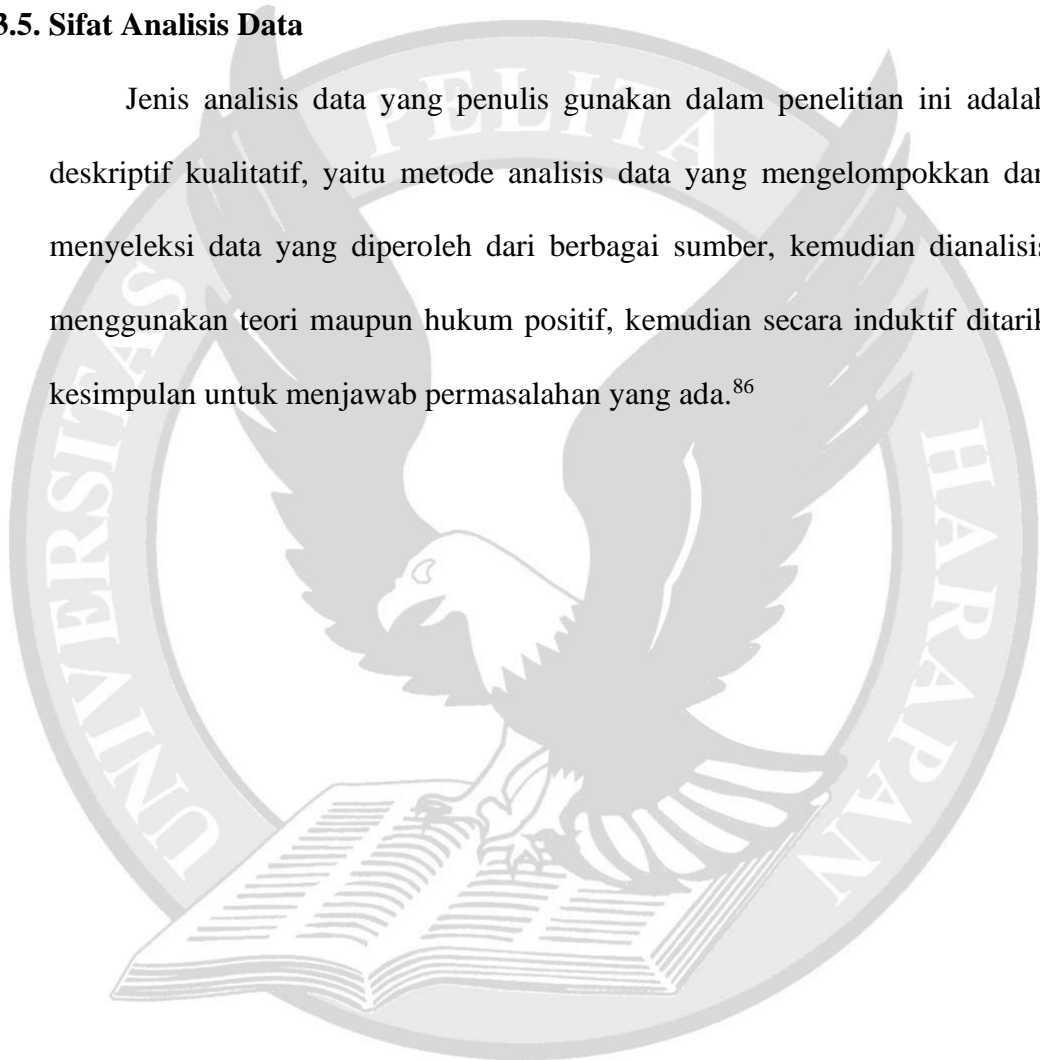 3.5. Sifat Analisis Data
Jenis analisis data yang penulis gunakan dalam penelitian ini adalah
deskriptif kualitatif, yaitu metode analisis data yang mengelompokkan dan
menyeleksi data yang diperoleh dari berbagai sumber, kemudian dianalisis
menggunakan teori maupun hukum positif, kemudian secara induktif ditarik
kesimpulan untuk menjawab permasalahan yang ada.86
UNIVERSITAS PELITA HARAPAN